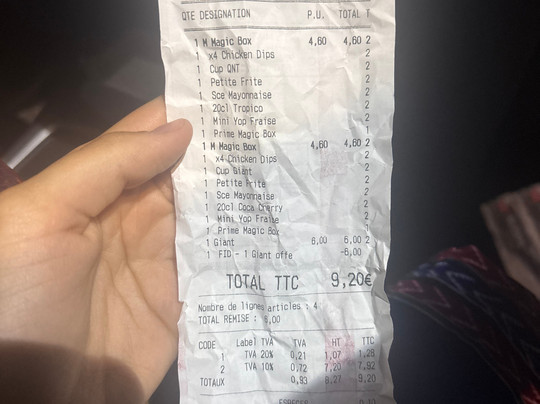 QTE DESIGNATION P.U. TOTAL T
1 M Magic Box 4,60 4,60 2
1 x4 Chicken Dips 2
1 Cup QNT 2
1 Petite Frite 2
1 Sce Mayonnaise 2
1 20cl Tropico 2
1 Mini Yop Fraise 2
1 Prime Magic Box 1
1 M Magic Box 4,60 4,60 2
1 x4 Chicken Dips 2
1 Cup Giant 2
1 Petite Frite 2
1 Sce Mayonnaise 2
1 20cl Coca Cherry 2
1 Mini Yop Fraise 2
1 Prime Magic Box 1
1 Giant 6,00 6,00 2
1 FID - 1 Giant offe -6,00
TOTAL TTC 9,20€
Nombre de lignes articles : 4
TOTAL REMISE : 6,00
CODE Label TVA TVA HT TTC
1 TVA 20% 0,21 1,07 1,28
2 TVA 10% 0,72 7,20 7,92
TOTAUX 0,93 8,27 9,20